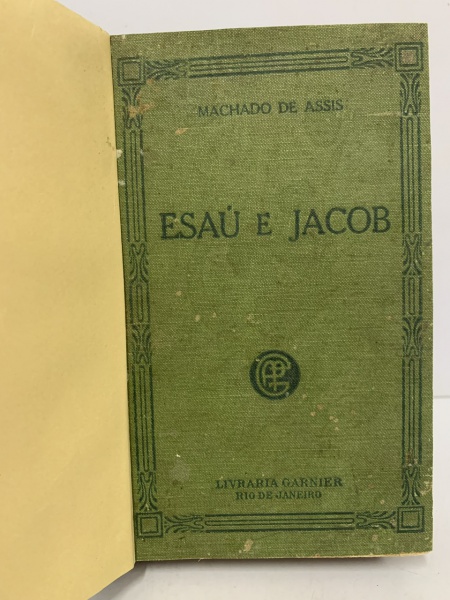 MACHADO DE ASSIS
ESAÚ E JACOB
LIVRARIA GARNIER
RIO DE JANEIRO